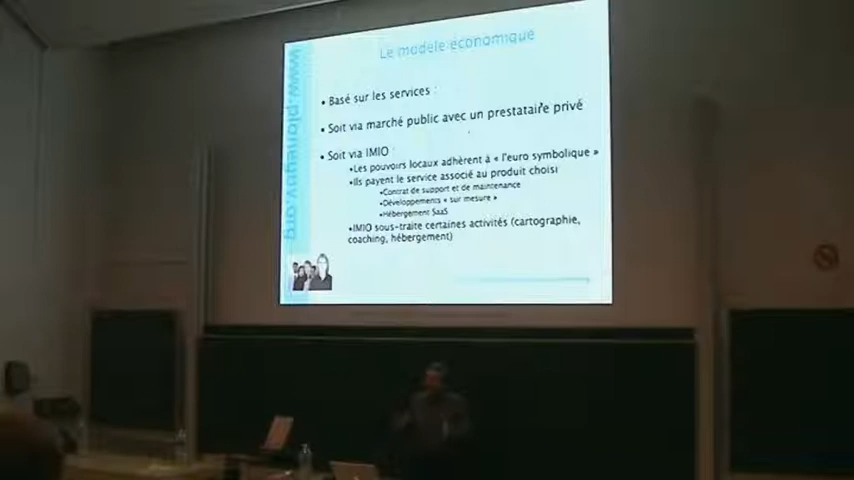 Le modèle économique
www.plonegov.org
• Basé sur les services :
• Soit via marché public avec un prestataire privé
• Soit via IMIO :
•Les pouvoirs locaux adhèrent à « l'euro symbolique »
•Ils payent le service associé au produit choisi
•Contrat de support et de maintenance
•Développements « sur mesure »
•Hébergement SaaS
•IMIO sous-traite certaines activités (cartographie,
coaching, hébergement)